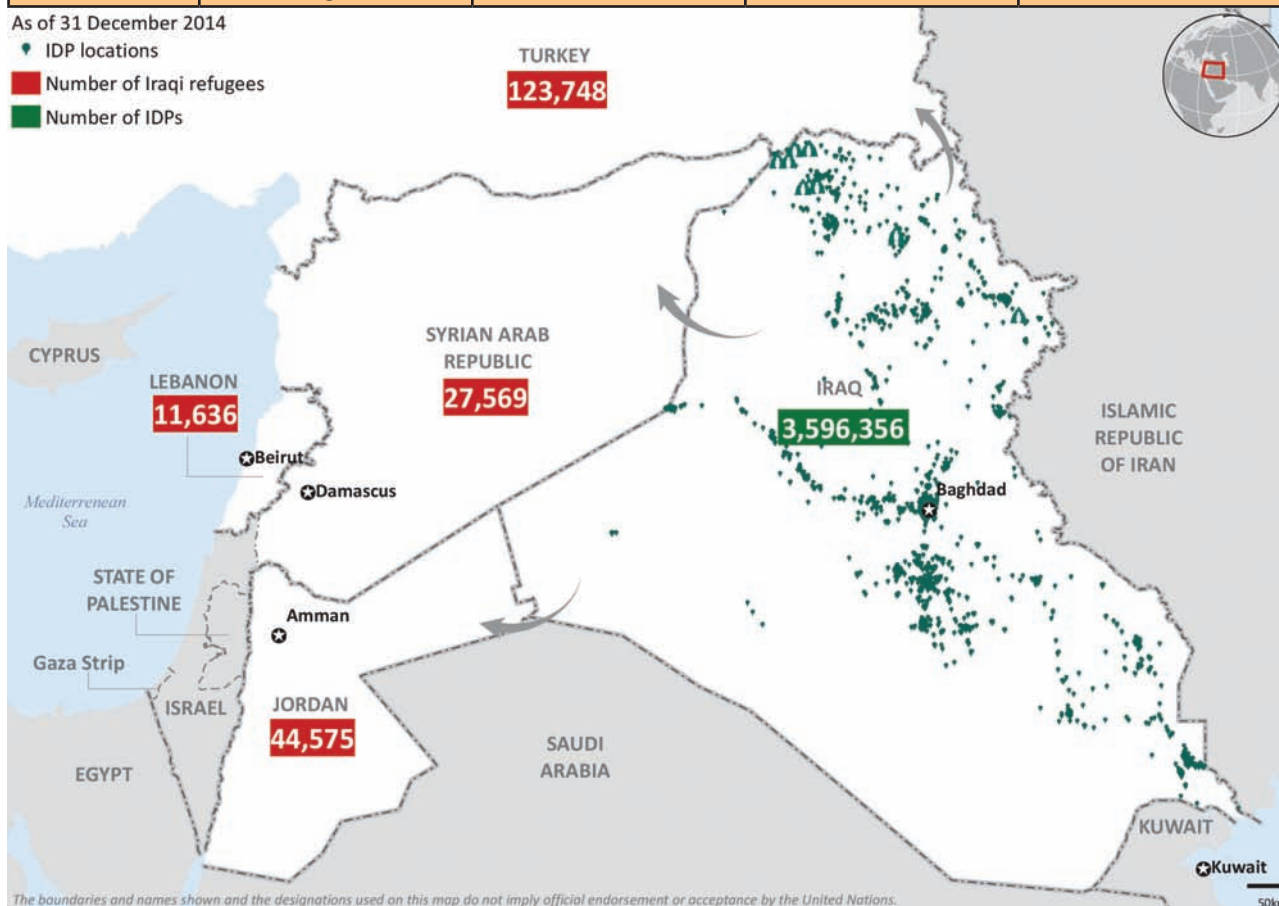 As of 31 December 2014
IDP locations
Number of Iraqi refugees
Number of IDPs
TURKEY
123,748
SYRIAN ARAB
REPUBLIC
27,569
CYPRUS
LEBANON
11,636
Beirut
Damascus
Mediterrenean
Sea
IRAQ
3,596,356
Baghdad
ISLAMIC
REPUBLIC
OF IRAN
STATE OF
PALESTINE
Amman
Gaza Strip
ISRAEL
JORDAN
44,575
EGYPT
SAUDI
ARABIA
KUWAIT
Kuwait
The boundaries and names shown and the designations used on this map do not imply official endorsement or acceptance by the United Nations.